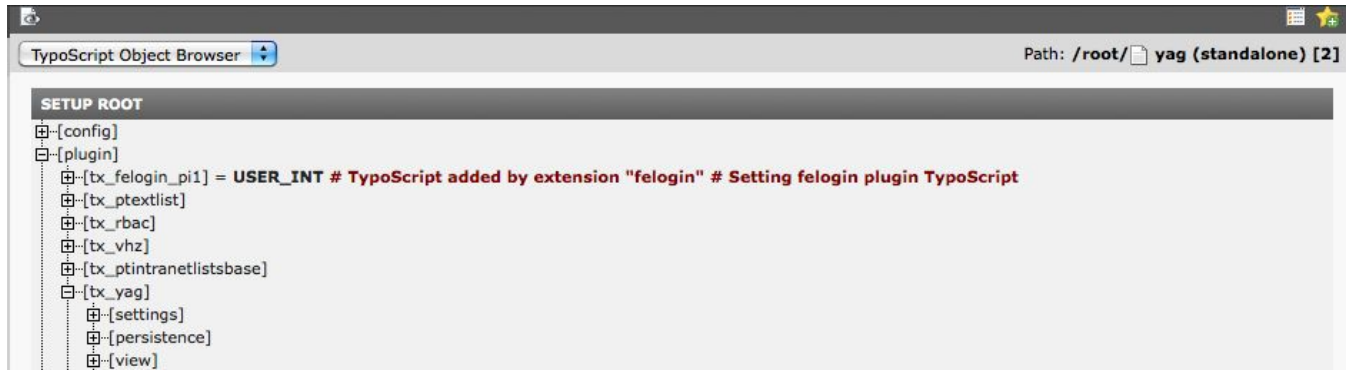 TypoScript Object Browser
Path: /root/ yag (standalone) [2]
SETUP ROOT
[config]
[plugin]
[tx_felogin_pi1] = USER_INT # TypoScript added by extension "felogin" # Setting felogin plugin TypoScript
[tx_ptextlist]
[tx_rbac]
[tx_vhz]
[tx_ptintranetlistsbase]
[tx_yag]
[settings]
[persistence]
[view]